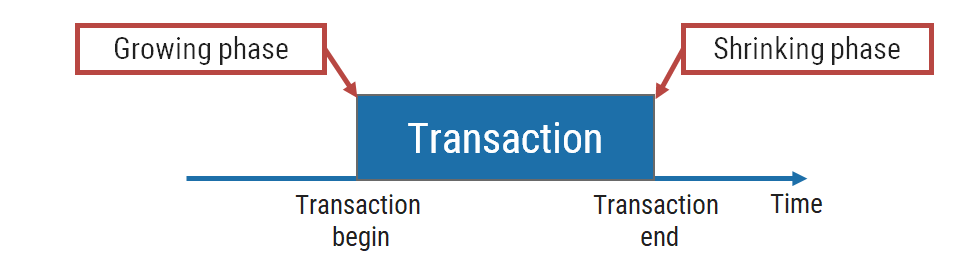 Growing phase
Shrinking phase
Transaction
Transaction
begin
Transaction
end
Time